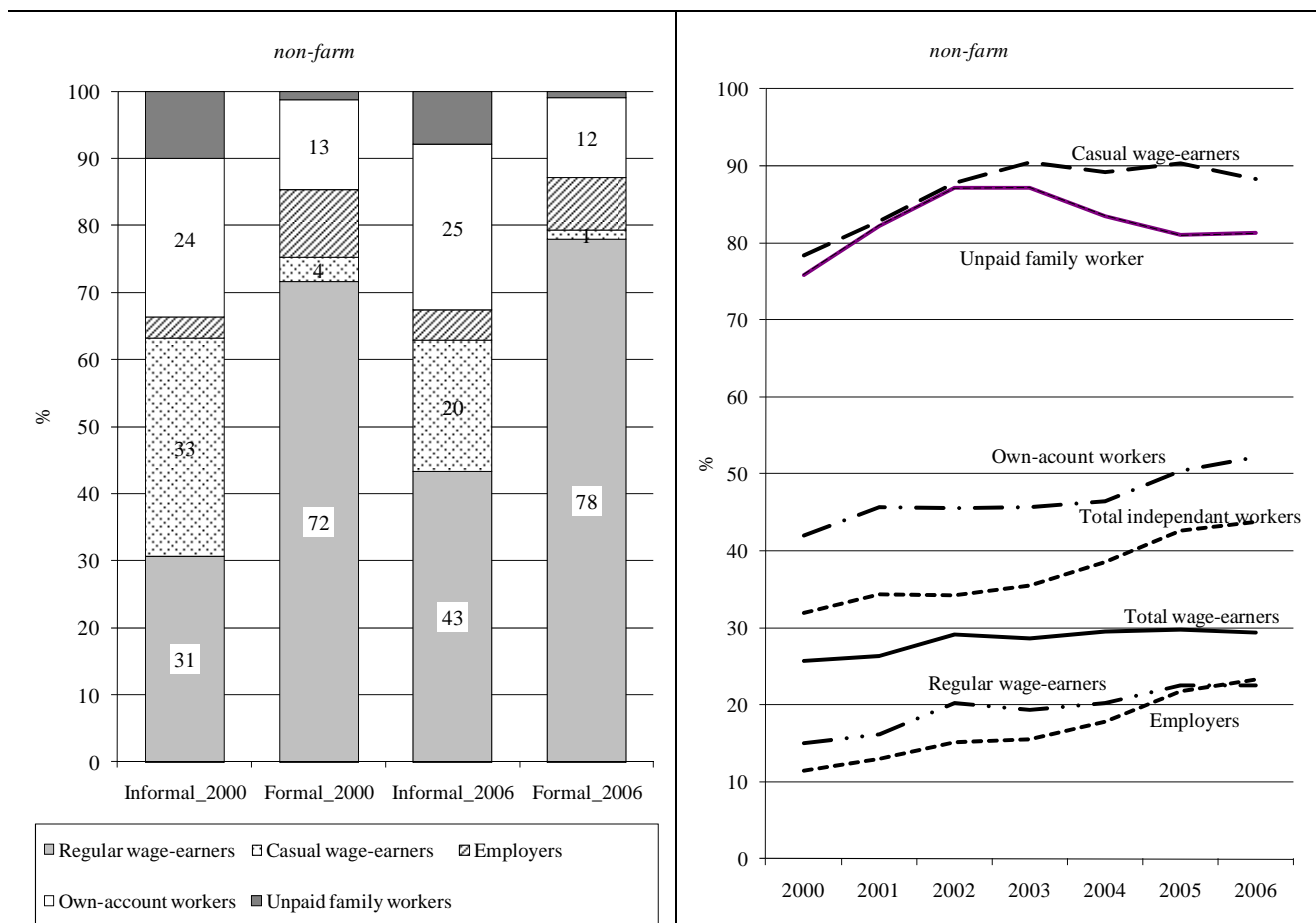 non-farm
100
90
80
70
60
50
40
30
20
10
0
%
31
33
24
72
4
13
43
20
25
78
1
12
Informal_2000 Formal_2000 Informal_2006 Formal_2006
Regular wage-earners Casual wage-earners Employers
Own-account workers Unpaid family workers
non-farm
100
90
80
70
60
50
40
30
20
10
0
%
Casual wage-earners
Unpaid family worker
Own-acount workers
Total independant workers
Total wage-earners
Regular wage-earners
Employers
2000 2001 2002 2003 2004 2005 2006